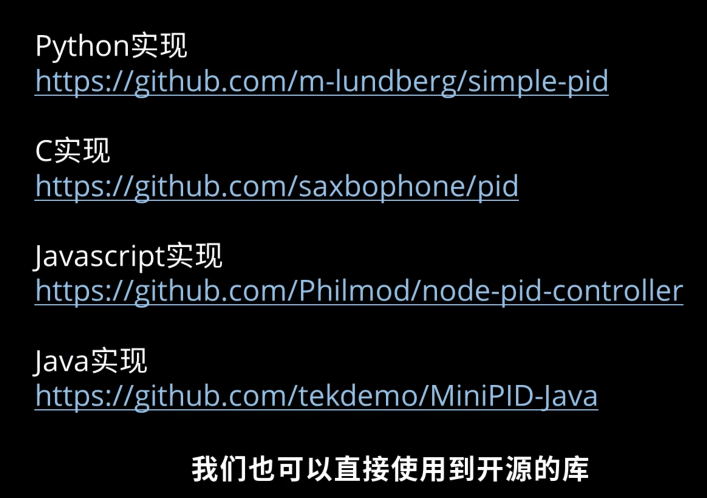 Python实现
https://github.com/m-lundberg/simple-pid
C实现
https://github.com/saxbophone/pid
Javascript实现
https://github.com/Philmod/node-pid-controller
Java实现
https://github.com/tekdemo/MiniPID-Java
我们也可以直接使用到开源的库